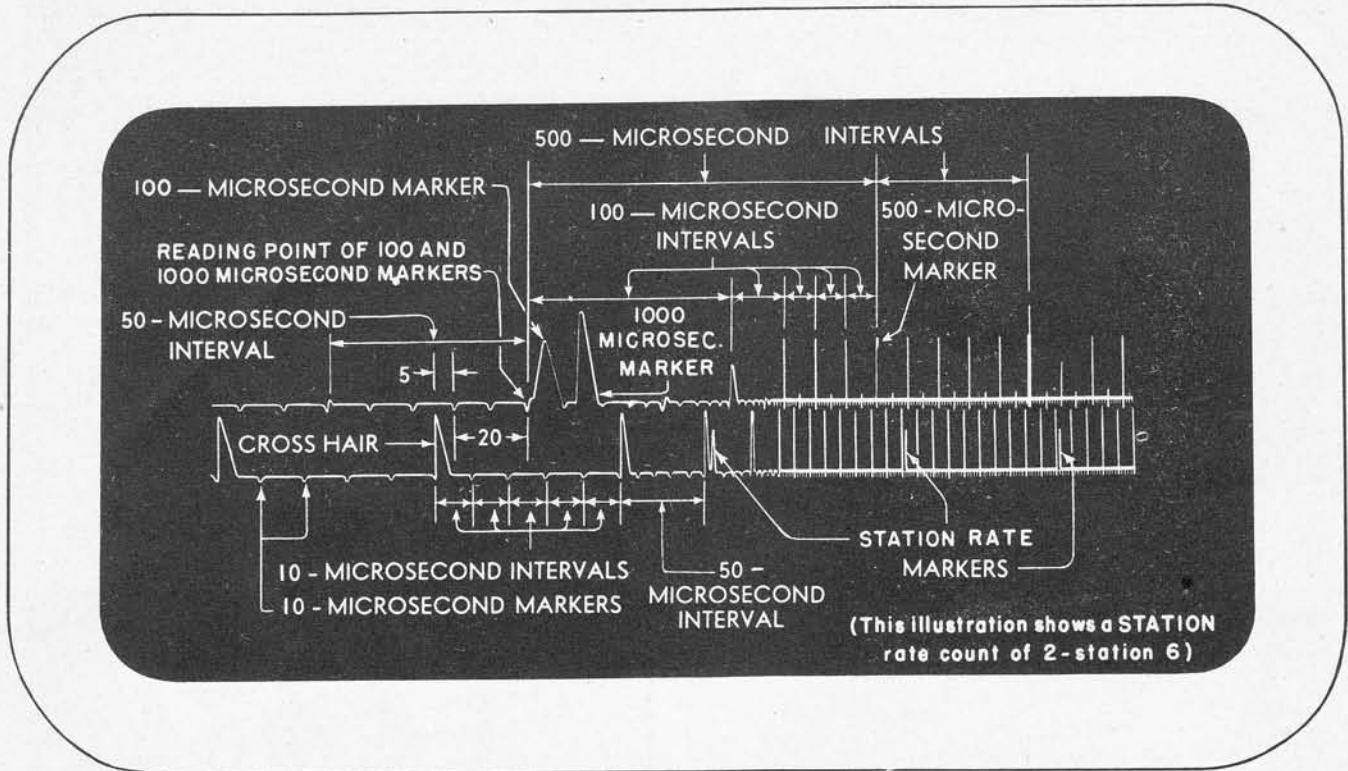 500 — MICROSECOND INTERVALS
100 — MICROSECOND MARKER
100 — MICROSECOND
INTERVALS
500 - MICRO-
SECOND
MARKER
READING POINT OF 100 AND
1000 MICROSECOND MARKERS
50 - MICROSECOND
INTERVAL
1000
MICROSEC.
MARKER
5
CROSS HAIR
20
0
STATION RATE
MARKERS
10 - MICROSECOND INTERVALS
10 - MICROSECOND MARKERS
50 -
MICROSECOND
INTERVAL
(This illustration shows a STATION
rate count of 2 - station 6)